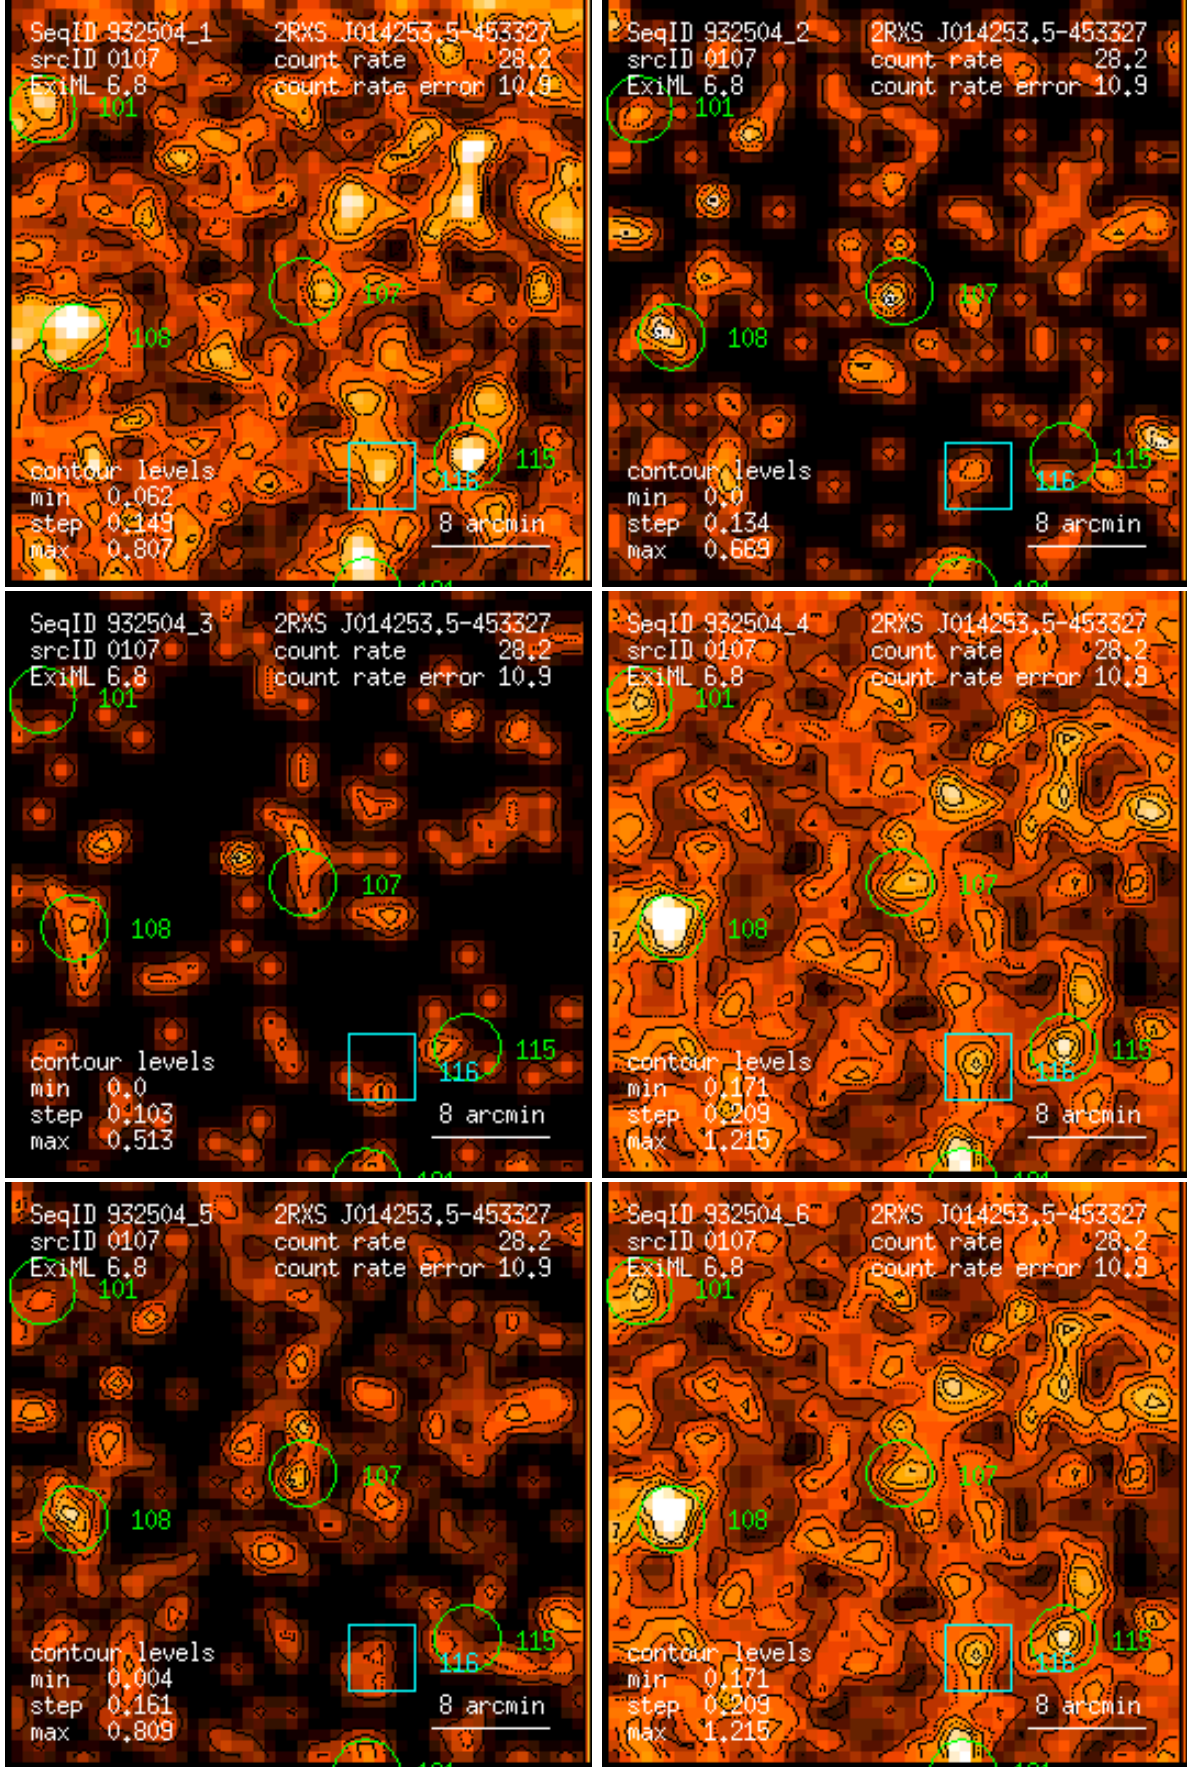 SeqID 932504_1 2RXS J014253.5-453327
srcID 0107 count rate 28.2
ExiML 6.8 count rate error 10.9
101
107
108
115
116
contour levels
min 0.062
step 0.149
max 0.807
8 arcmin
SeqID 932504_2 2RXS J014253.5-453327
srcID 0107 count rate 28.2
ExiML 6.8 count rate error 10.9
101
107
108
115
116
contour levels
min 0.0
step 0.134
max 0.669
8 arcmin
SeqID 932504_3 2RXS J014253.5-453327
srcID 0107 count rate 28.2
ExiML 6.8 count rate error 10.9
101
107
108
115
116
contour levels
min 0.0
step 0.103
max 0.513
8 arcmin
SeqID 932504_4 2RXS J014253.5-453327
srcID 0107 count rate 28.2
ExiML 6.8 count rate error 10.9
101
107
108
115
116
contour levels
min 0.171
step 0.209
max 1.215
8 arcmin
SeqID 932504_5 2RXS J014253.5-453327
srcID 0107 count rate 28.2
ExiML 6.8 count rate error 10.9
101
107
108
115
116
contour levels
min 0.004
step 0.161
max 0.809
8 arcmin
SeqID 932504_6 2RXS J014253.5-453327
srcID 0107 count rate 28.2
ExiML 6.8 count rate error 10.9
101
107
108
115
116
contour levels
min 0.171
step 0.209
max 1.215
8 arcmin